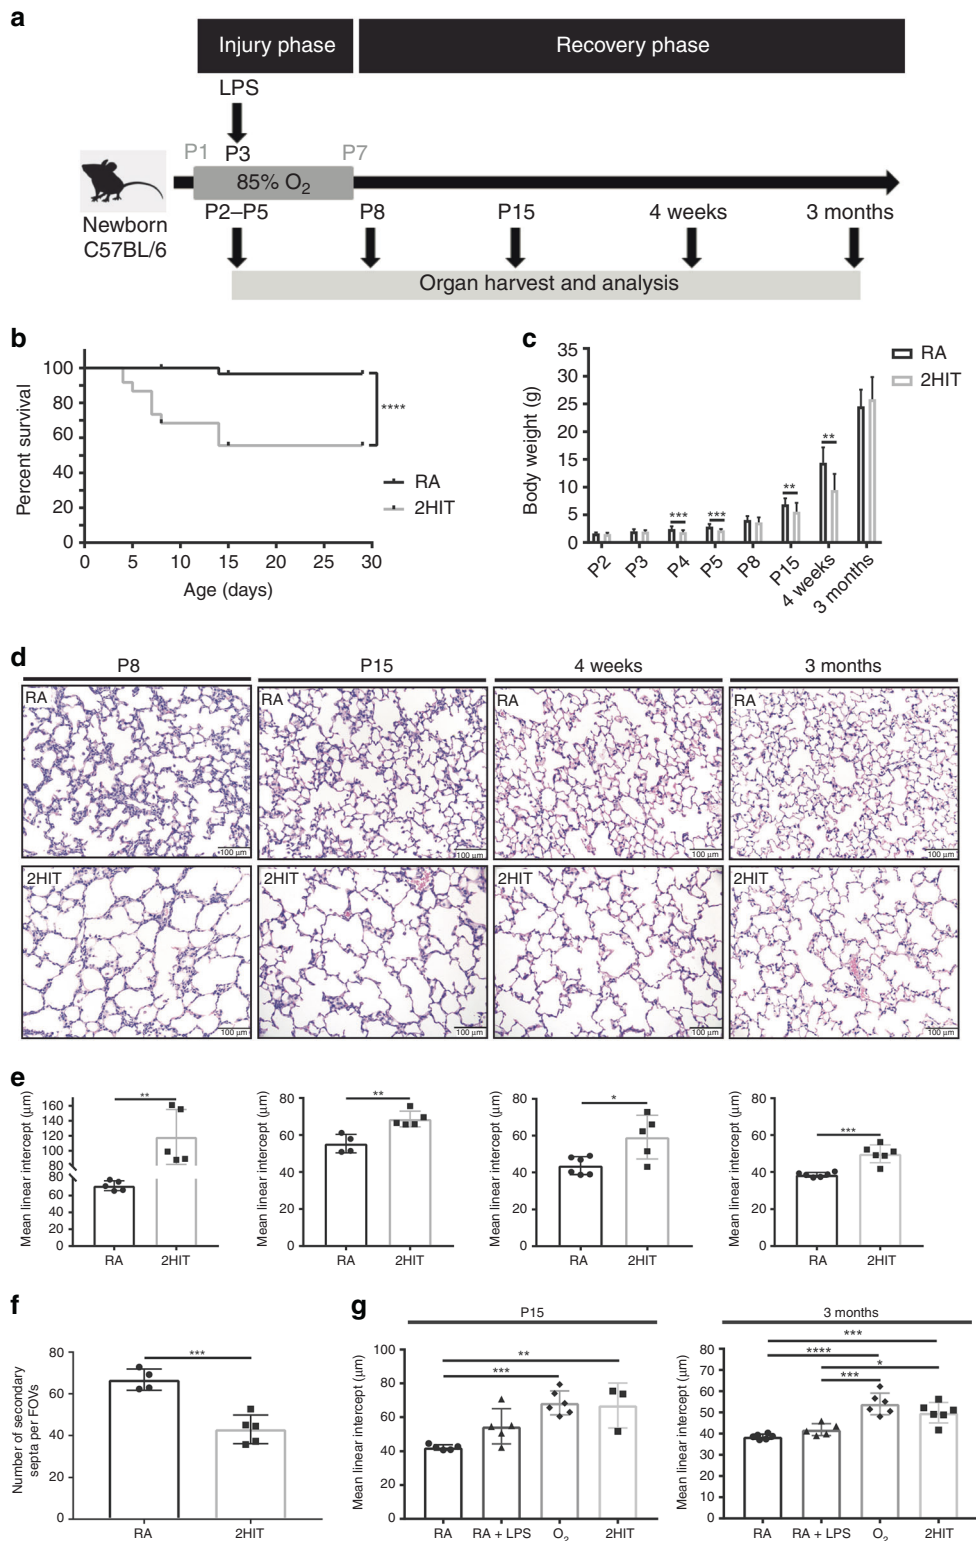 a
Injury phase
Recovery phase
LPS
P1
P3
P7
85% O₂
Newborn
C57BL/6
P2–P5
P8
P15
4 weeks
3 months
Organ harvest and analysis
b
Percent survival
100
80
60
40
20
0
0 5 10 15 20 25 30
Age (days)
****
RA
2HIT
c
Body weight (g)
35
30
25
20
15
10
5
0
*** *** ** **
P2 P3 P4 P5 P8 P15 4 weeks 3 months
RA
2HIT
d
P8 P15 4 weeks 3 months
RA RA RA RA
100 µm 100 µm 100 µm 100 µm
2HIT 2HIT 2HIT 2HIT
100 µm 100 µm 100 µm 100 µm
e
Mean linear intercept (µm)
160
140
120
100
80
80
60
40
20
0
**
RA 2HIT
Mean linear intercept (µm)
80
60
40
20
0
**
RA 2HIT
Mean linear intercept (µm)
80
60
40
20
0
*
RA 2HIT
Mean linear intercept (µm)
80
60
40
20
0
***
RA 2HIT
f
Number of secondary
septa per FOVs
80
60
40
20
0
***
RA 2HIT
g
P15
Mean linear intercept (µm)
100
80
60
40
20
0
**
***
RA RA + LPS O₂ 2HIT
3 months
Mean linear intercept (µm)
80
70
60
50
40
30
20
10
0
***
****
*
***
RA RA + LPS O₂ 2HIT